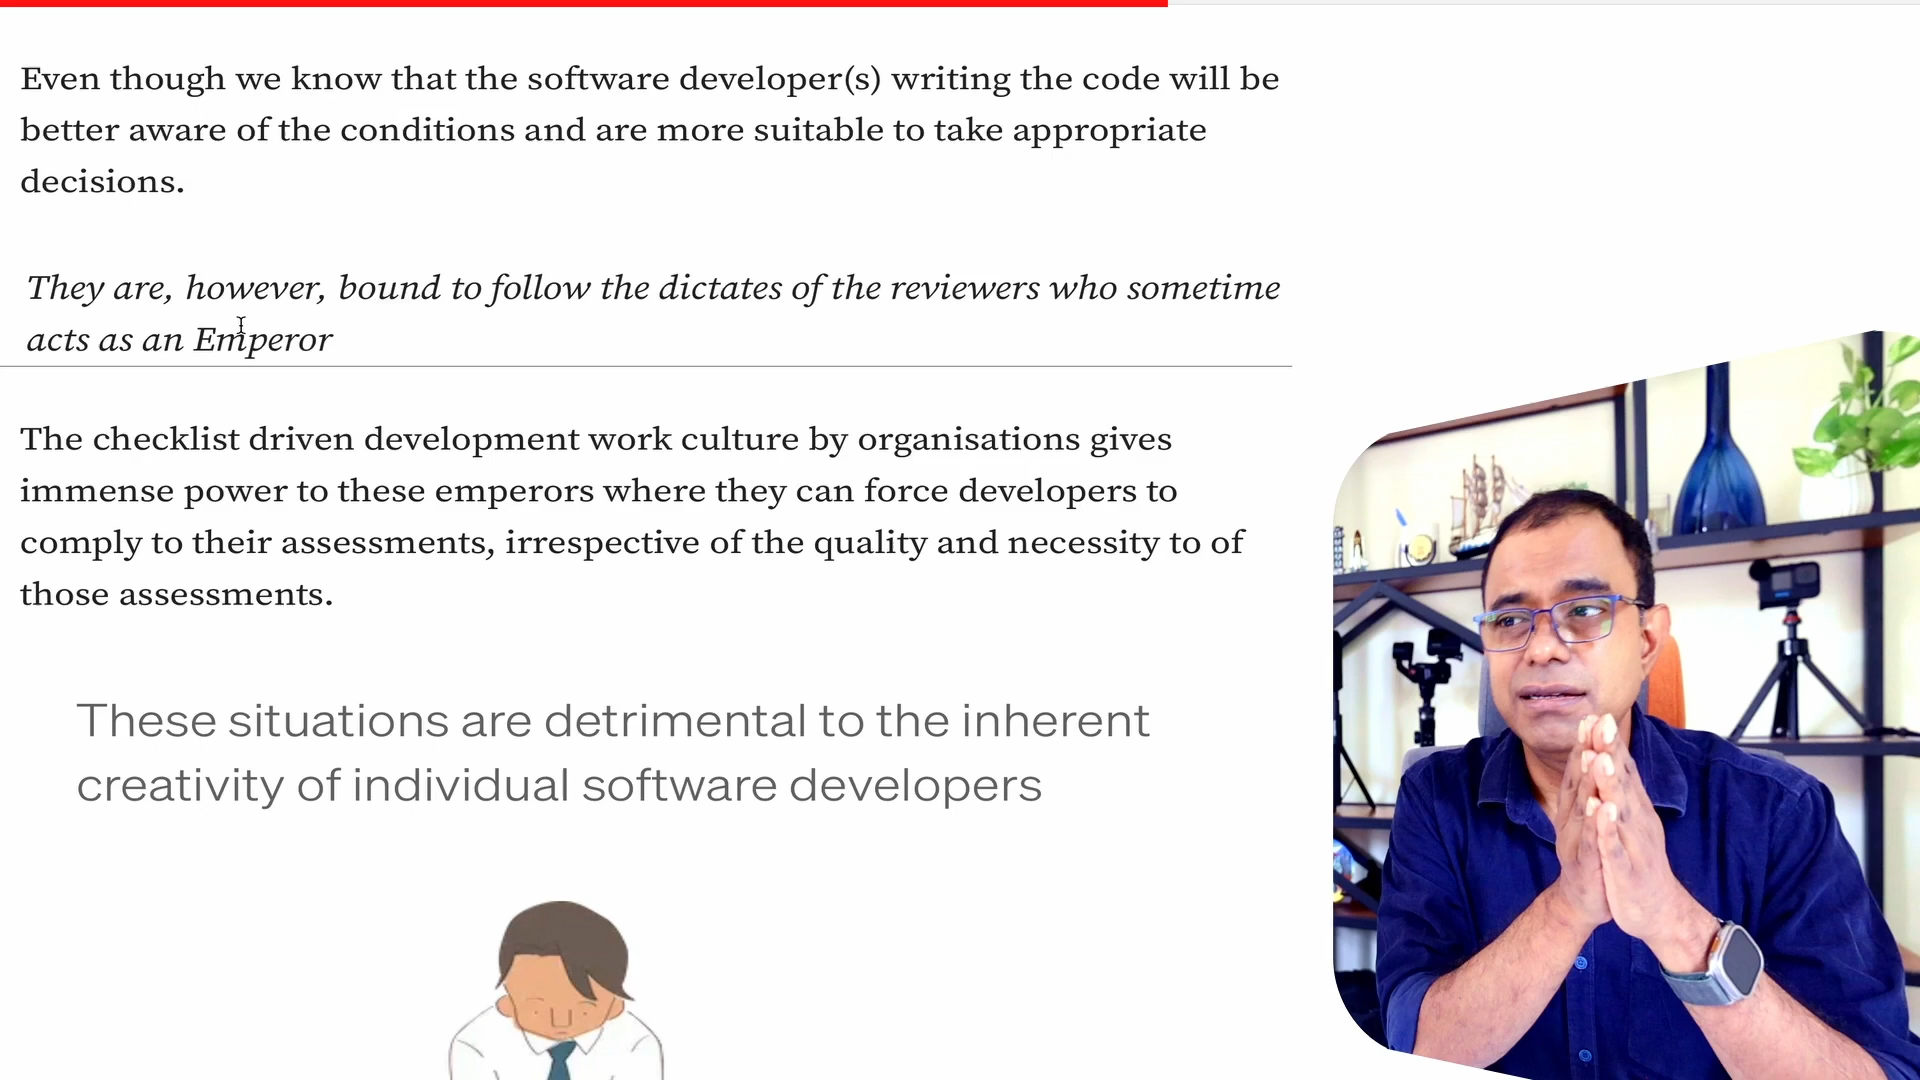 Even though we know that the software developer(s) writing the code will be
better aware of the conditions and are more suitable to take appropriate
decisions.
They are, however, bound to follow the dictates of the reviewers who sometime
acts as an Emperor
The checklist driven development work culture by organisations gives
immense power to these emperors where they can force developers to
comply to their assessments, irrespective of the quality and necessity to of
those assessments.
These situations are detrimental to the inherent
creativity of individual software developers